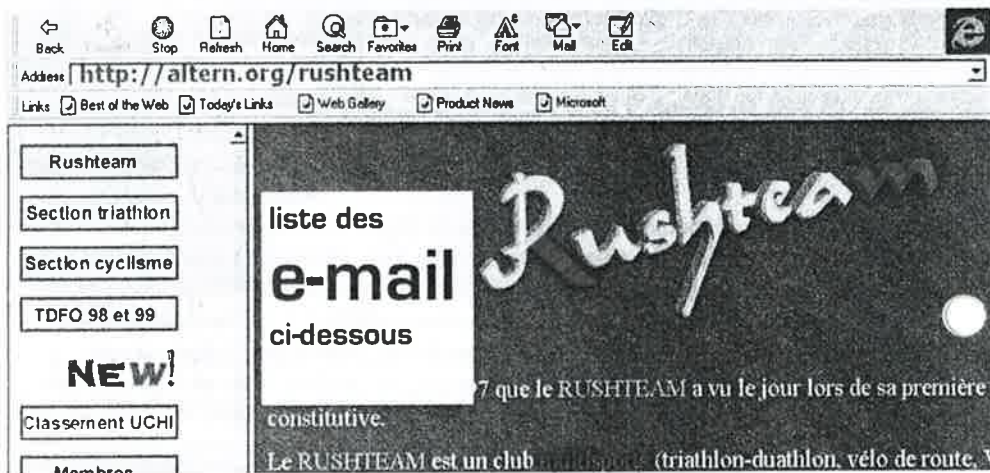 Back Stop Refresh Home Search Favorites Print Font Mail Edit
Address http://altern.org/rushteam
Links Best of the Web Today's Links Web Gallery Product News Microsoft
Rushteam
Section triathlon
Section cyclisme
TDFO 98 et 99
NEW!
Classement UCHI
Membres
Rushteam
liste des
e-mail
ci-dessous
7 que le RUSHTEAM a vu le jour lors de sa première
constitutive.
Le RUSHTEAM est un club (triathlon-duathlon, vélo de route,